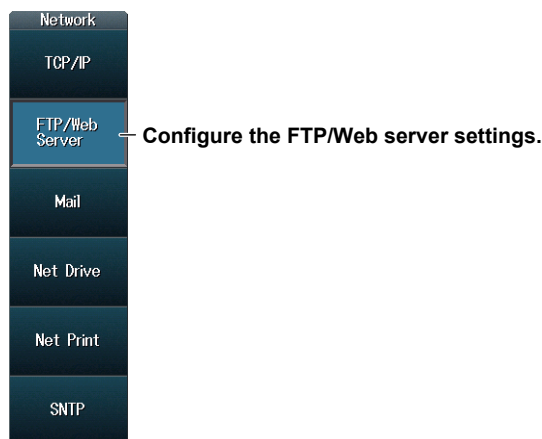 Network
TCP/IP
FTP/Web
Server
Configure the FTP/Web server settings.
Mail
Net Drive
Net Print
SNTP